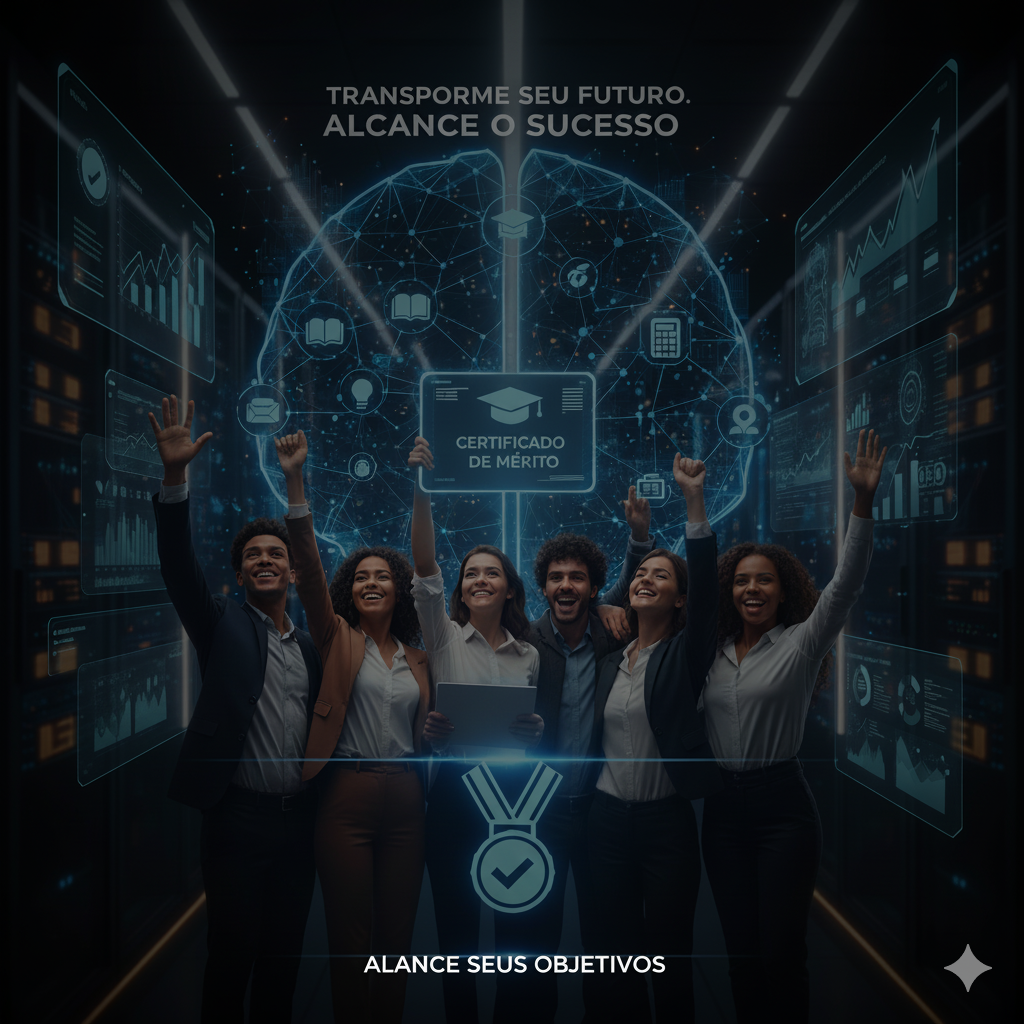 TRANSPORME SEU FUTURO.
ALCANCE O SUCESSO
CERTIFICADO
DE MÉRITO
ALANCE SEUS OBJETIVOS